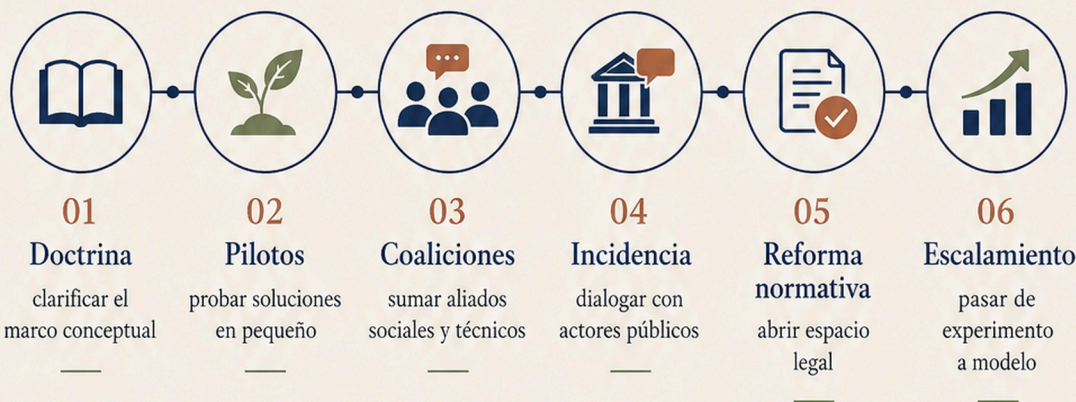 01
Doctrina
clarificar el
marco conceptual
02
Pilotos
probar soluciones
en pequeño
03
Coaliciones
sumar aliados
sociales y técnicos
04
Incidencia
dialogar con
actores públicos
05
Reforma
normativa
abrir espacio
legal
06
Escalamiento
pasar de
experimento
a modelo